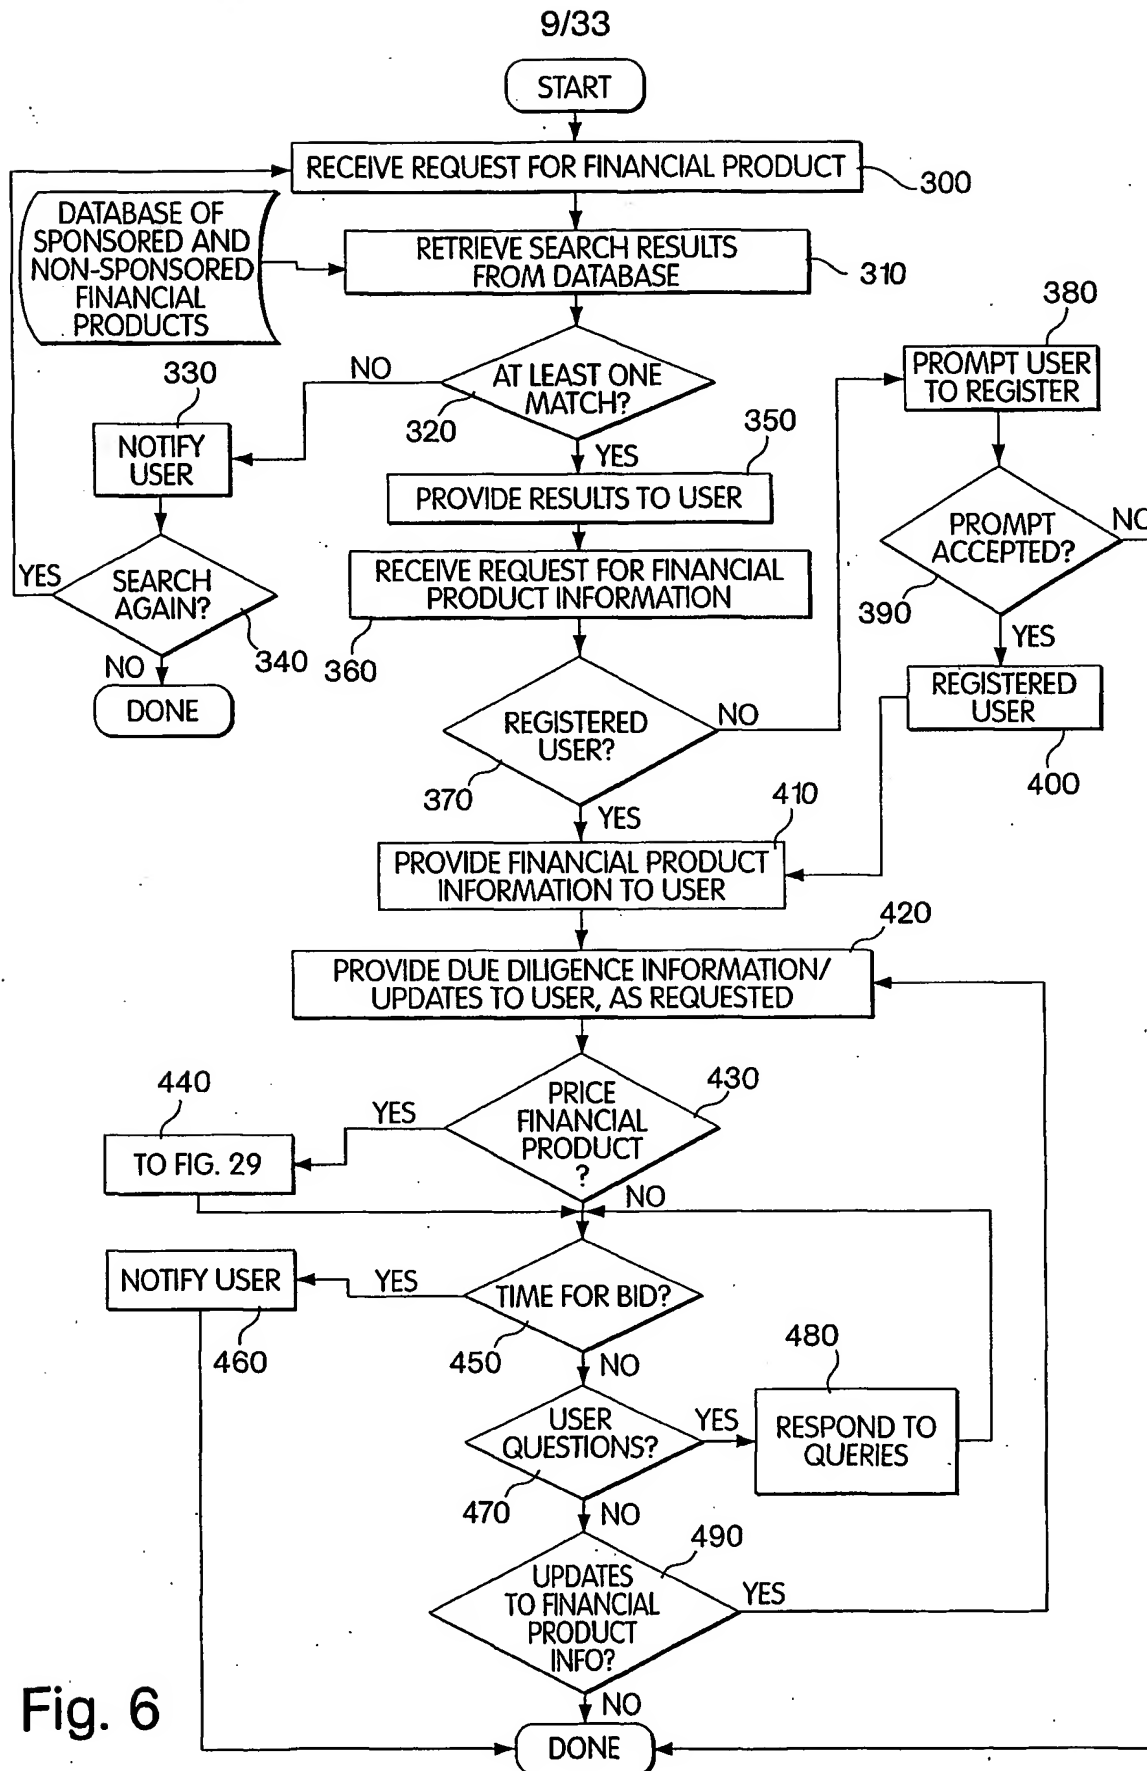 9/33
START
RECEIVE REQUEST FOR FINANCIAL PRODUCT
300
DATABASE OF
SPONSORED AND
NON-SPONSORED
FINANCIAL
PRODUCTS
RETRIEVE SEARCH RESULTS
FROM DATABASE
310
AT LEAST ONE
MATCH?
320
NO
330
NOTIFY
USER
YES
SEARCH
AGAIN?
340
NO
DONE
YES
350
PROVIDE RESULTS TO USER
RECEIVE REQUEST FOR FINANCIAL
PRODUCT INFORMATION
360
REGISTERED
USER?
370
NO
380
PROMPT USER
TO REGISTER
PROMPT
ACCEPTED?
390
NO
YES
REGISTERED
USER
400
YES
410
PROVIDE FINANCIAL PRODUCT
INFORMATION TO USER
420
PROVIDE DUE DILIGENCE INFORMATION/
UPDATES TO USER, AS REQUESTED
PRICE
FINANCIAL
PRODUCT
?
430
YES
440
TO FIG. 29
NO
TIME FOR BID?
450
YES
NOTIFY USER
460
NO
USER
QUESTIONS?
470
YES
480
RESPOND TO
QUERIES
NO
490
UPDATES
TO FINANCIAL
PRODUCT
INFO?
YES
NO
DONE
Fig. 6